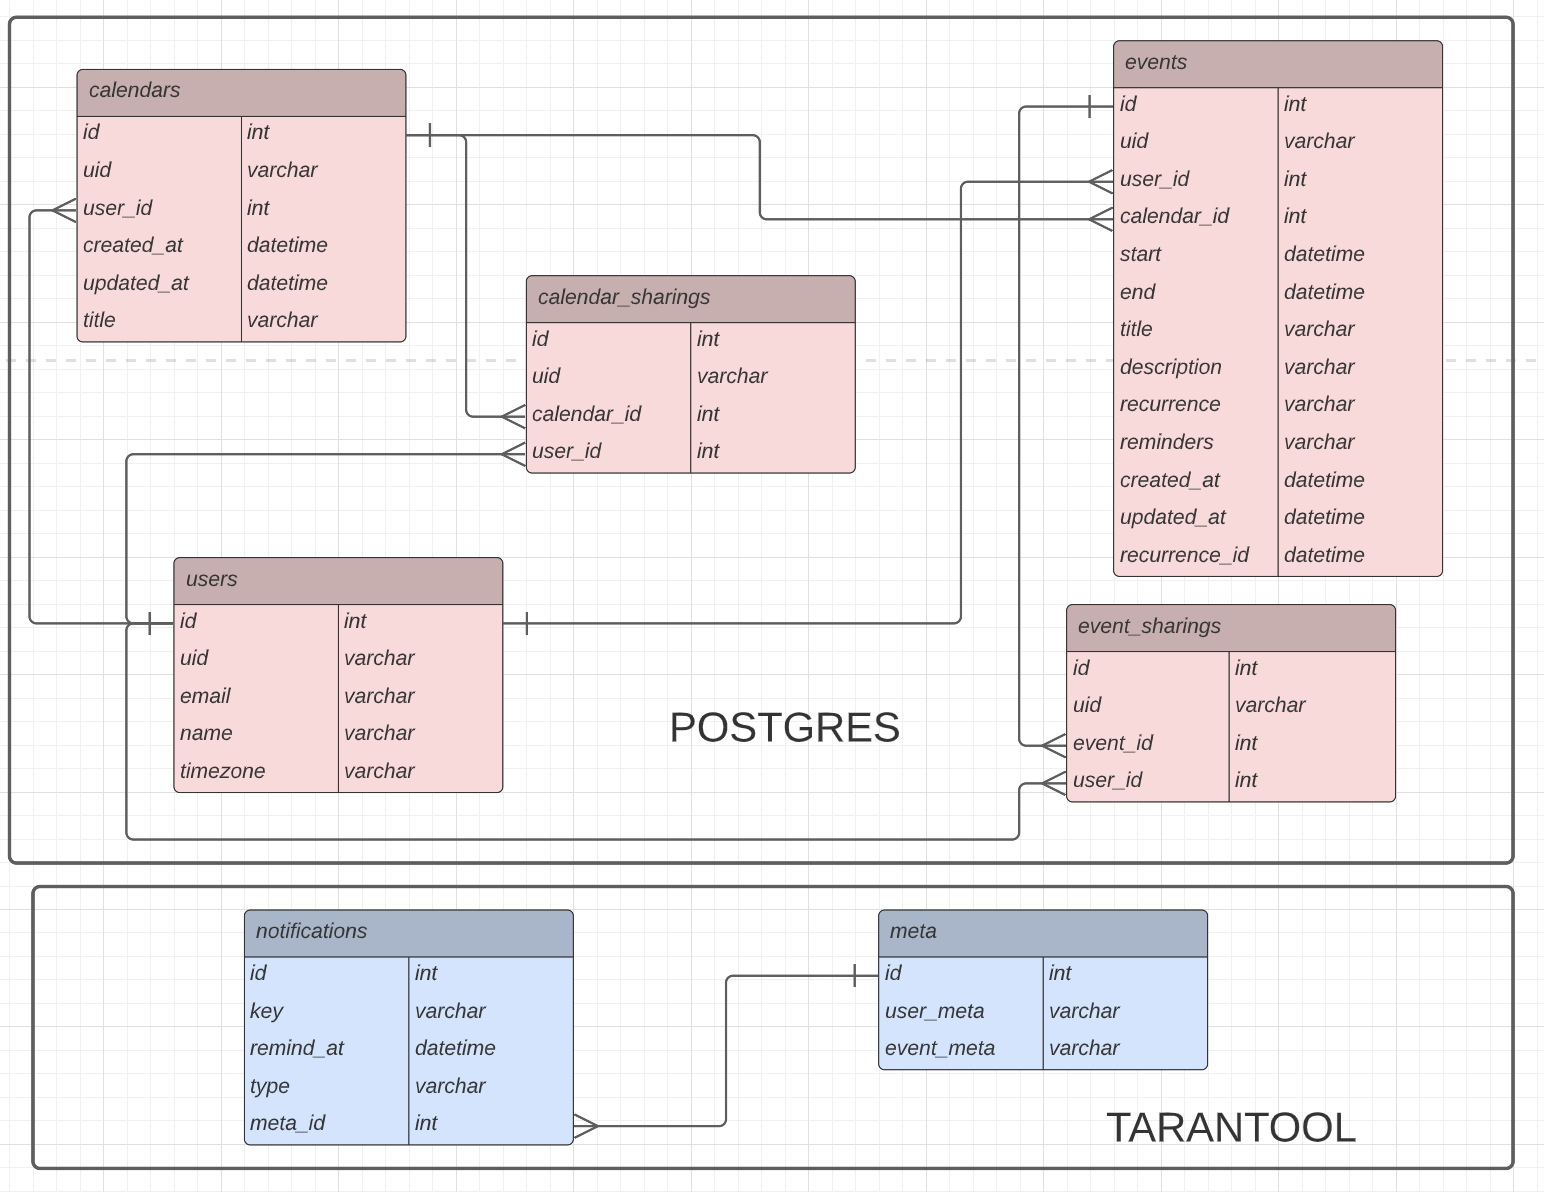 calendars
id int
uid varchar
user_id int
created_at datetime
updated_at datetime
title varchar
events
id int
uid varchar
user_id int
calendar_id int
start datetime
end datetime
title varchar
description varchar
recurrence varchar
reminders varchar
created_at datetime
updated_at datetime
recurrence_id datetime
calendar_sharings
id int
uid varchar
calendar_id int
user_id int
users
id int
uid varchar
email varchar
name varchar
timezone varchar
event_sharings
id int
uid varchar
event_id int
user_id int
POSTGRES
notifications
id int
key varchar
remind_at datetime
type varchar
meta_id int
meta
id int
user_meta varchar
event_meta varchar
TARANTOOL